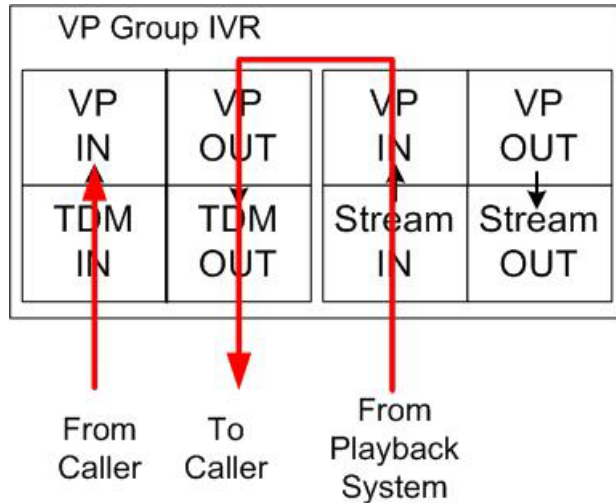 VP Group IVR
VP
IN
VP
OUT
VP
IN
VP
OUT
TDM
IN
TDM
OUT
Stream
IN
Stream
OUT
From
Caller
To
Caller
From
Playback
System